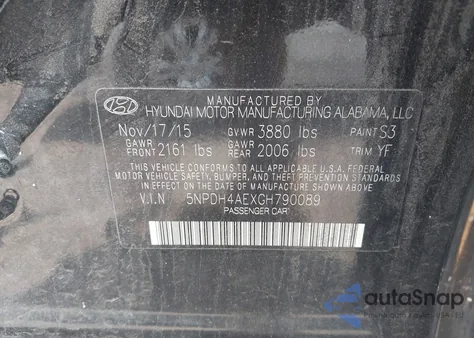 MANUFACTURED BY
HYUNDAI MOTOR MANUFACTURING ALABAMA, LLC
Nov/17/15 GVWR 3880 lbs PAINT S3
GAWR FRONT 2161 lbs GAWR REAR 2006 lbs TRIM YF
THIS VEHICLE CONFORMS TO ALL APPLICABLE U.S.A. FEDERAL
MOTOR VEHICLE SAFETY, BUMPER, AND THEFT PREVENTION STANDARDS
IN EFFECT ON THE DATE OF MANUFACTURE SHOWN ABOVE.
V.I.N 5NPDH4AEXGH790089
PASSENGER CAR
autoSnap